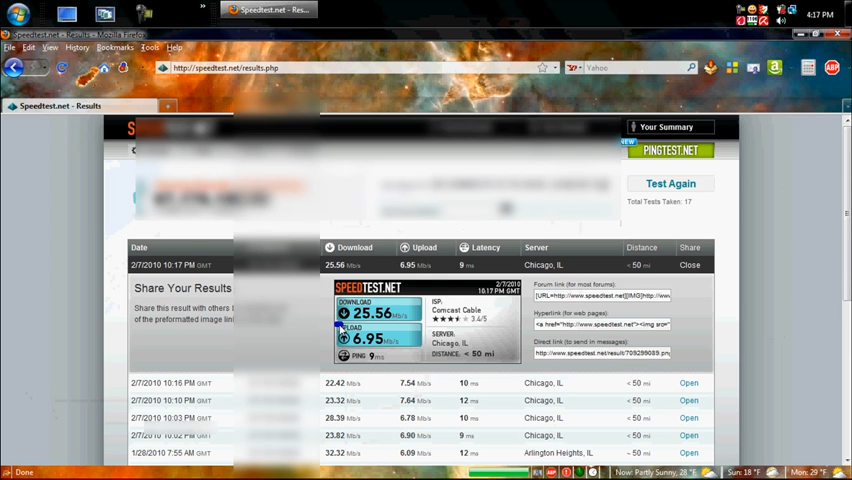 Speedtest.net - Res...
4:17 PM
Speedtest.net - Results - Mozilla Firefox
File Edit View History Bookmarks Tools Help
http://speedtest.net/results.php
Yahoo
ABP
Speedtest.net - Results
Your Summary
NEW
PINGTEST.NET
Test Again
Total Tests Taken: 17
Date Download Upload Latency Server Distance Share
2/7/2010 10:17 PM GMT 25.56 Mb/s 6.95 Mb/s 9 ms Chicago, IL < 50 mi Close
Share Your Results
Share this result with others
of the preformatted image lin
SPEEDTEST.NET 2/7/2010 10:17 PM GMT
DOWNLOAD
25.56 Mb/s
UPLOAD
6.95 Mb/s
PING 9ms
ISP:
Comcast Cable
3.4/5
SERVER:
Chicago, IL
DISTANCE: < 50 mi
Forum link (for most forums):
[URL=http://www.speedtest.net][IMG]http://ww
Hyperlink (for web pages):
<a href="http://www.speedtest.net"><img src="
Direct link (to send in messages):
http://www.speedtest.net/result/709299089.png
2/7/2010 10:16 PM GMT 22.42 Mb/s 7.54 Mb/s 10 ms Chicago, IL < 50 mi Open
2/7/2010 10:10 PM GMT 23.32 Mb/s 7.64 Mb/s 12 ms Chicago, IL < 50 mi Open
2/7/2010 10:03 PM GMT 28.39 Mb/s 6.78 Mb/s 10 ms Chicago, IL < 50 mi Open
2/7/2010 10:02 PM GMT 23.82 Mb/s 6.90 Mb/s 9 ms Chicago, IL < 50 mi Open
1/28/2010 7:55 AM GMT 32.32 Mb/s 6.09 Mb/s 12 ms Arlington Heights, IL ~ 50 mi Open
Done
ABP
Now: Partly Sunny, 28 °F Sun: 18 °F Mon: 29 °F